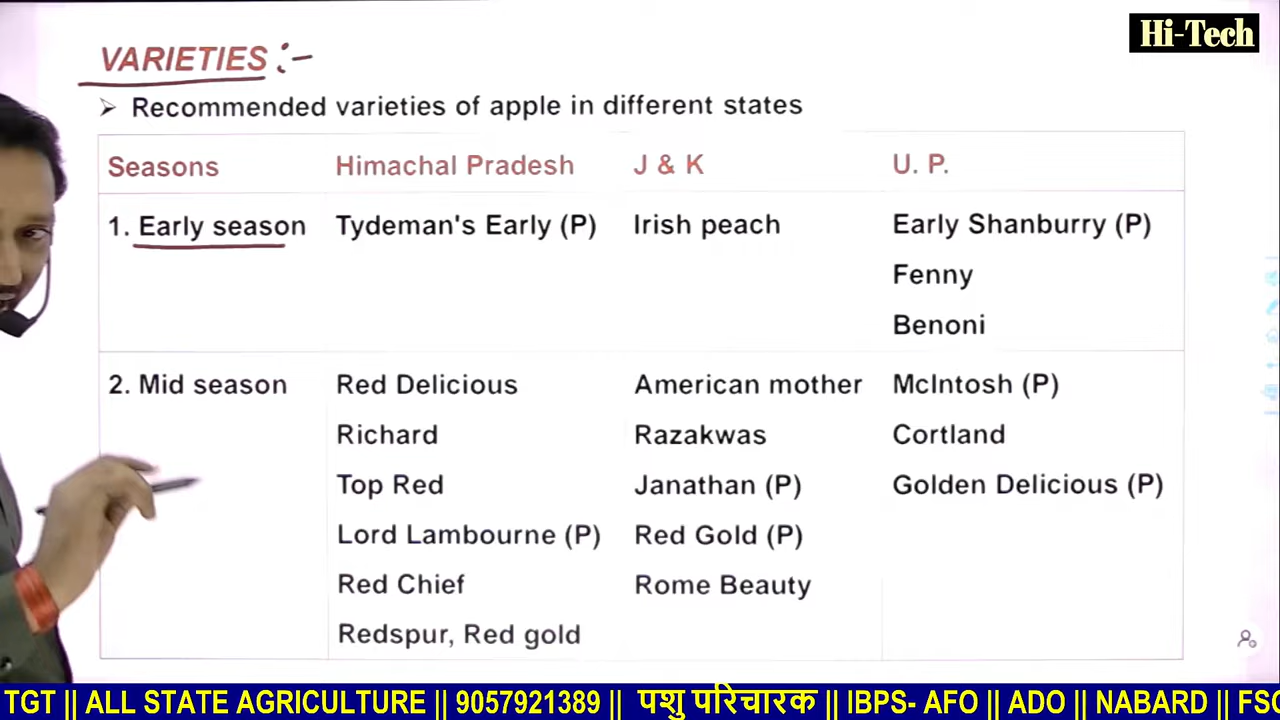 Hi-Tech
VARIETIES :-
➢ Recommended varieties of apple in different states
Seasons Himachal Pradesh J & K U. P.
1. Early season Tydeman's Early (P) Irish peach Early Shanburry (P)
Fenny
Benoni
2. Mid season Red Delicious American mother McIntosh (P)
Richard Razakwas Cortland
Top Red Janathan (P) Golden Delicious (P)
Lord Lambourne (P) Red Gold (P)
Red Chief Rome Beauty
Redspur, Red gold
TGT || ALL STATE AGRICULTURE || 9057921389 || पशु परिचारक || IBPS- AFO || ADO || NABARD || FSC